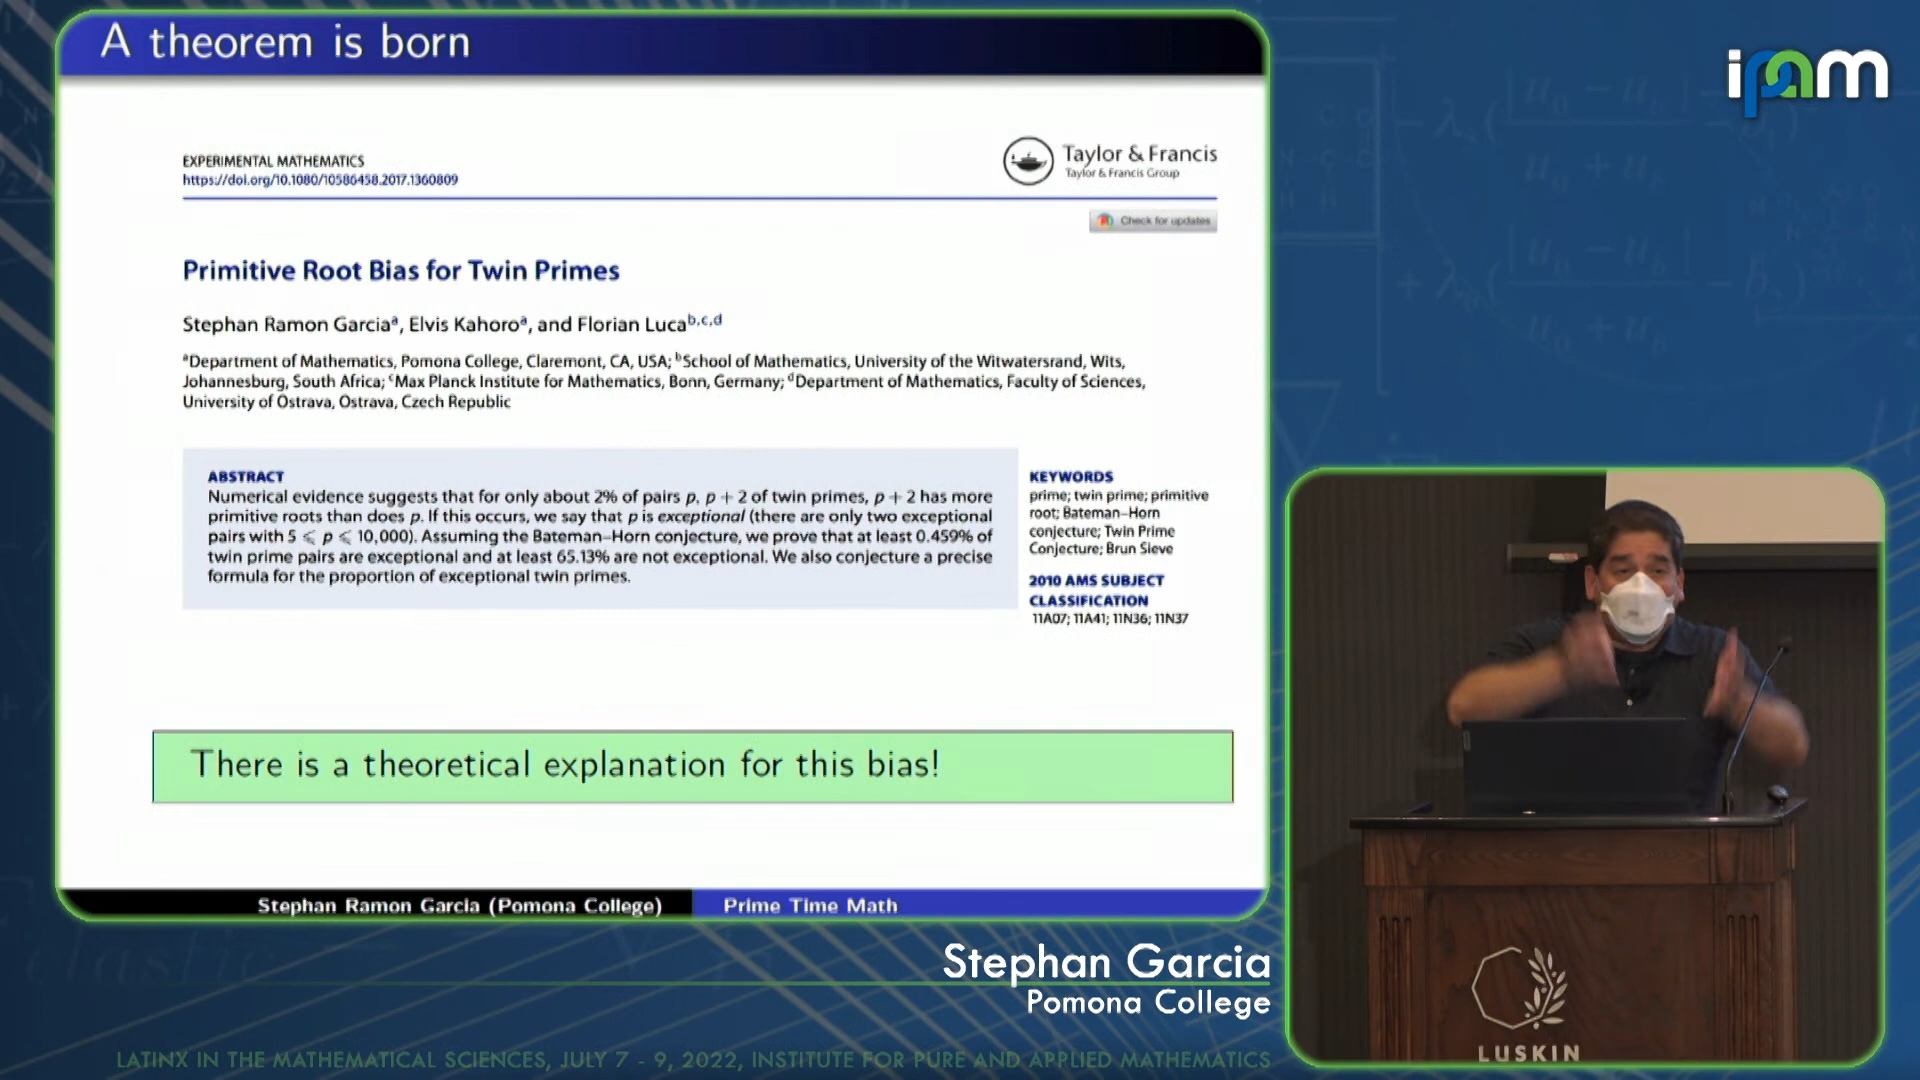 A theorem is born
ipam
EXPERIMENTAL MATHEMATICS
https://doi.org/10.1080/10586458.2017.1360809
Taylor & Francis
Taylor & Francis Group
Check for updates
Primitive Root Bias for Twin Primes
Stephan Ramon Garciaª, Elvis Kahoroª, and Florian Lucaᵇ,ᶜ,ᵈ
ªDepartment of Mathematics, Pomona College, Claremont, CA, USA; ᵇSchool of Mathematics, University of the Witwatersrand, Wits,
Johannesburg, South Africa; ᶜMax Planck Institute for Mathematics, Bonn, Germany; ᵈDepartment of Mathematics, Faculty of Sciences,
University of Ostrava, Ostrava, Czech Republic
ABSTRACT
Numerical evidence suggests that for only about 2% of pairs p, p + 2 of twin primes, p + 2 has more
primitive roots than does p. If this occurs, we say that p is exceptional (there are only two exceptional
pairs with 5 ⩽ p ⩽ 10,000). Assuming the Bateman–Horn conjecture, we prove that at least 0.459% of
twin prime pairs are exceptional and at least 65.13% are not exceptional. We also conjecture a precise
formula for the proportion of exceptional twin primes.
KEYWORDS
prime; twin prime; primitive
root; Bateman–Horn
conjecture; Twin Prime
Conjecture; Brun Sieve
2010 AMS SUBJECT
CLASSIFICATION
11A07; 11A41; 11N36; 11N37
There is a theoretical explanation for this bias!
Stephan Ramon Garcia (Pomona College)
Prime Time Math
Stephan Garcia
Pomona College
LUSKIN
LATINX IN THE MATHEMATICAL SCIENCES, JULY 7 - 9, 2022, INSTITUTE FOR PURE AND APPLIED MATHEMATICS